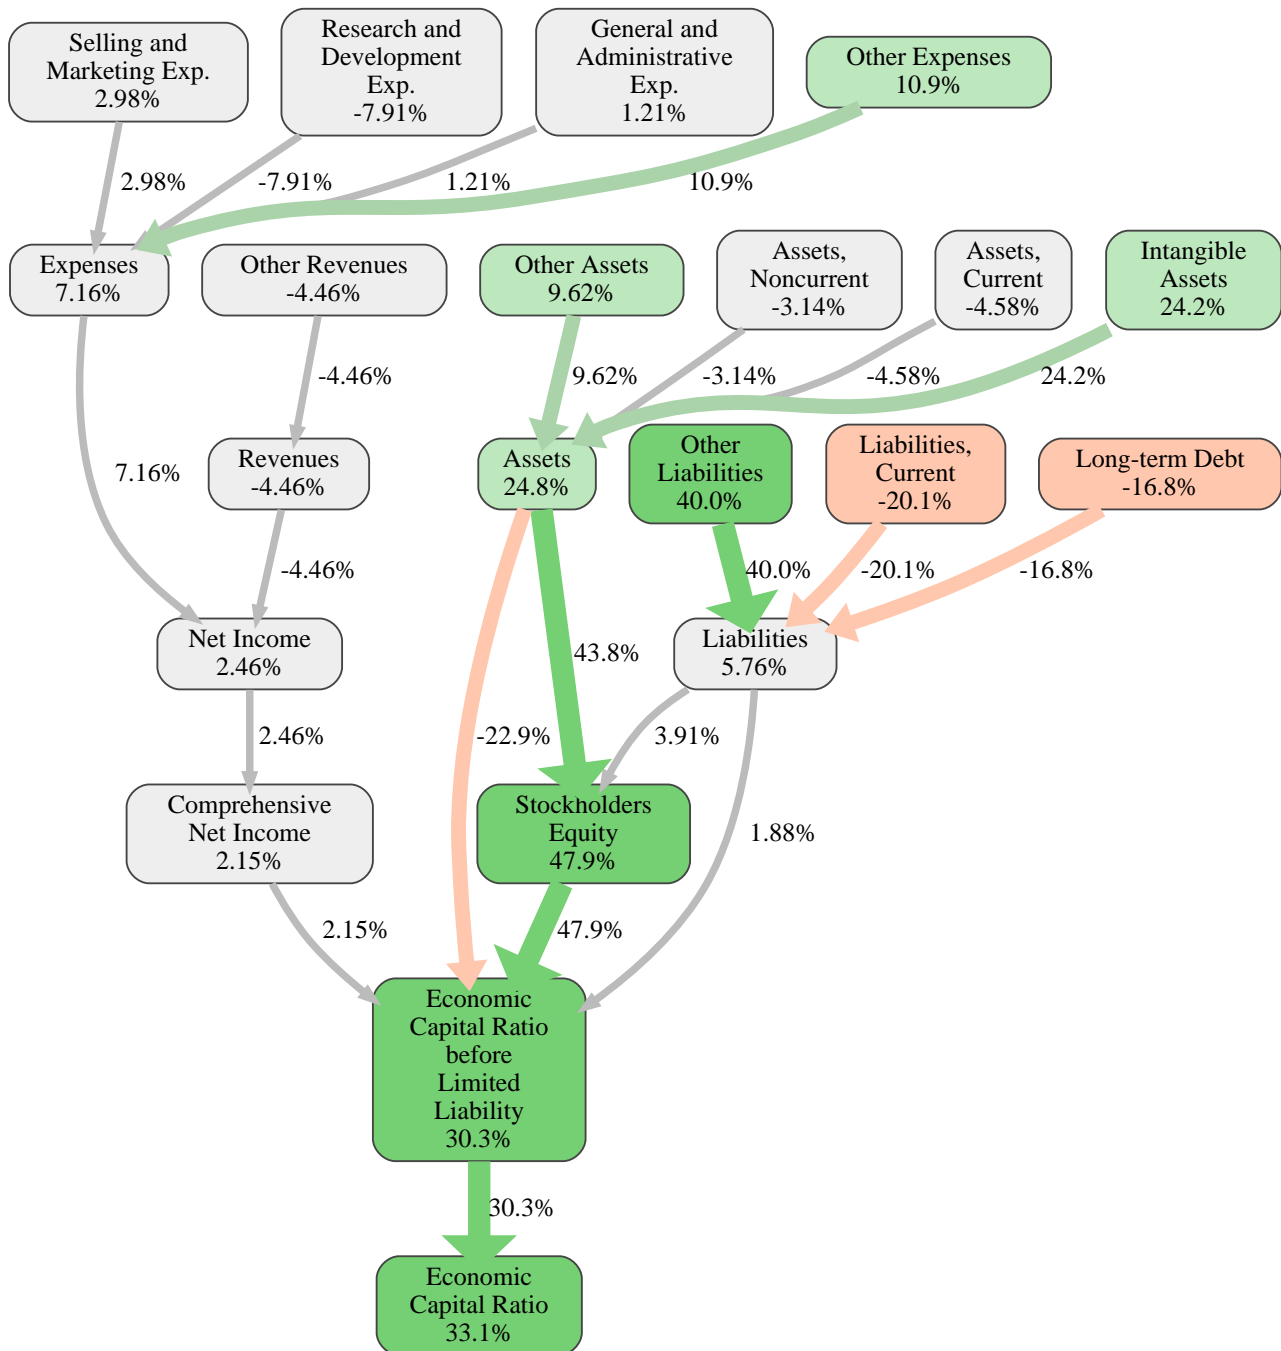 Selling and
Marketing Exp.
2.98%
Research and
Development
Exp.
-7.91%
General and
Administrative
Exp.
1.21%
Other Expenses
10.9%
2.98%
-7.91%
1.21%
10.9%
Expenses
7.16%
Other Revenues
-4.46%
Other Assets
9.62%
Assets,
Noncurrent
-3.14%
Assets,
Current
-4.58%
Intangible
Assets
24.2%
-4.46%
9.62%
-3.14%
-4.58%
24.2%
Revenues
-4.46%
Assets
24.8%
Other
Liabilities
40.0%
Liabilities,
Current
-20.1%
Long-term Debt
-16.8%
7.16%
-4.46%
40.0%
-20.1%
-16.8%
Net Income
2.46%
43.8%
Liabilities
5.76%
2.46%
-22.9%
3.91%
Comprehensive
Net Income
2.15%
Stockholders
Equity
47.9%
1.88%
2.15%
47.9%
Economic
Capital Ratio
before
Limited
Liability
30.3%
30.3%
Economic
Capital Ratio
33.1%